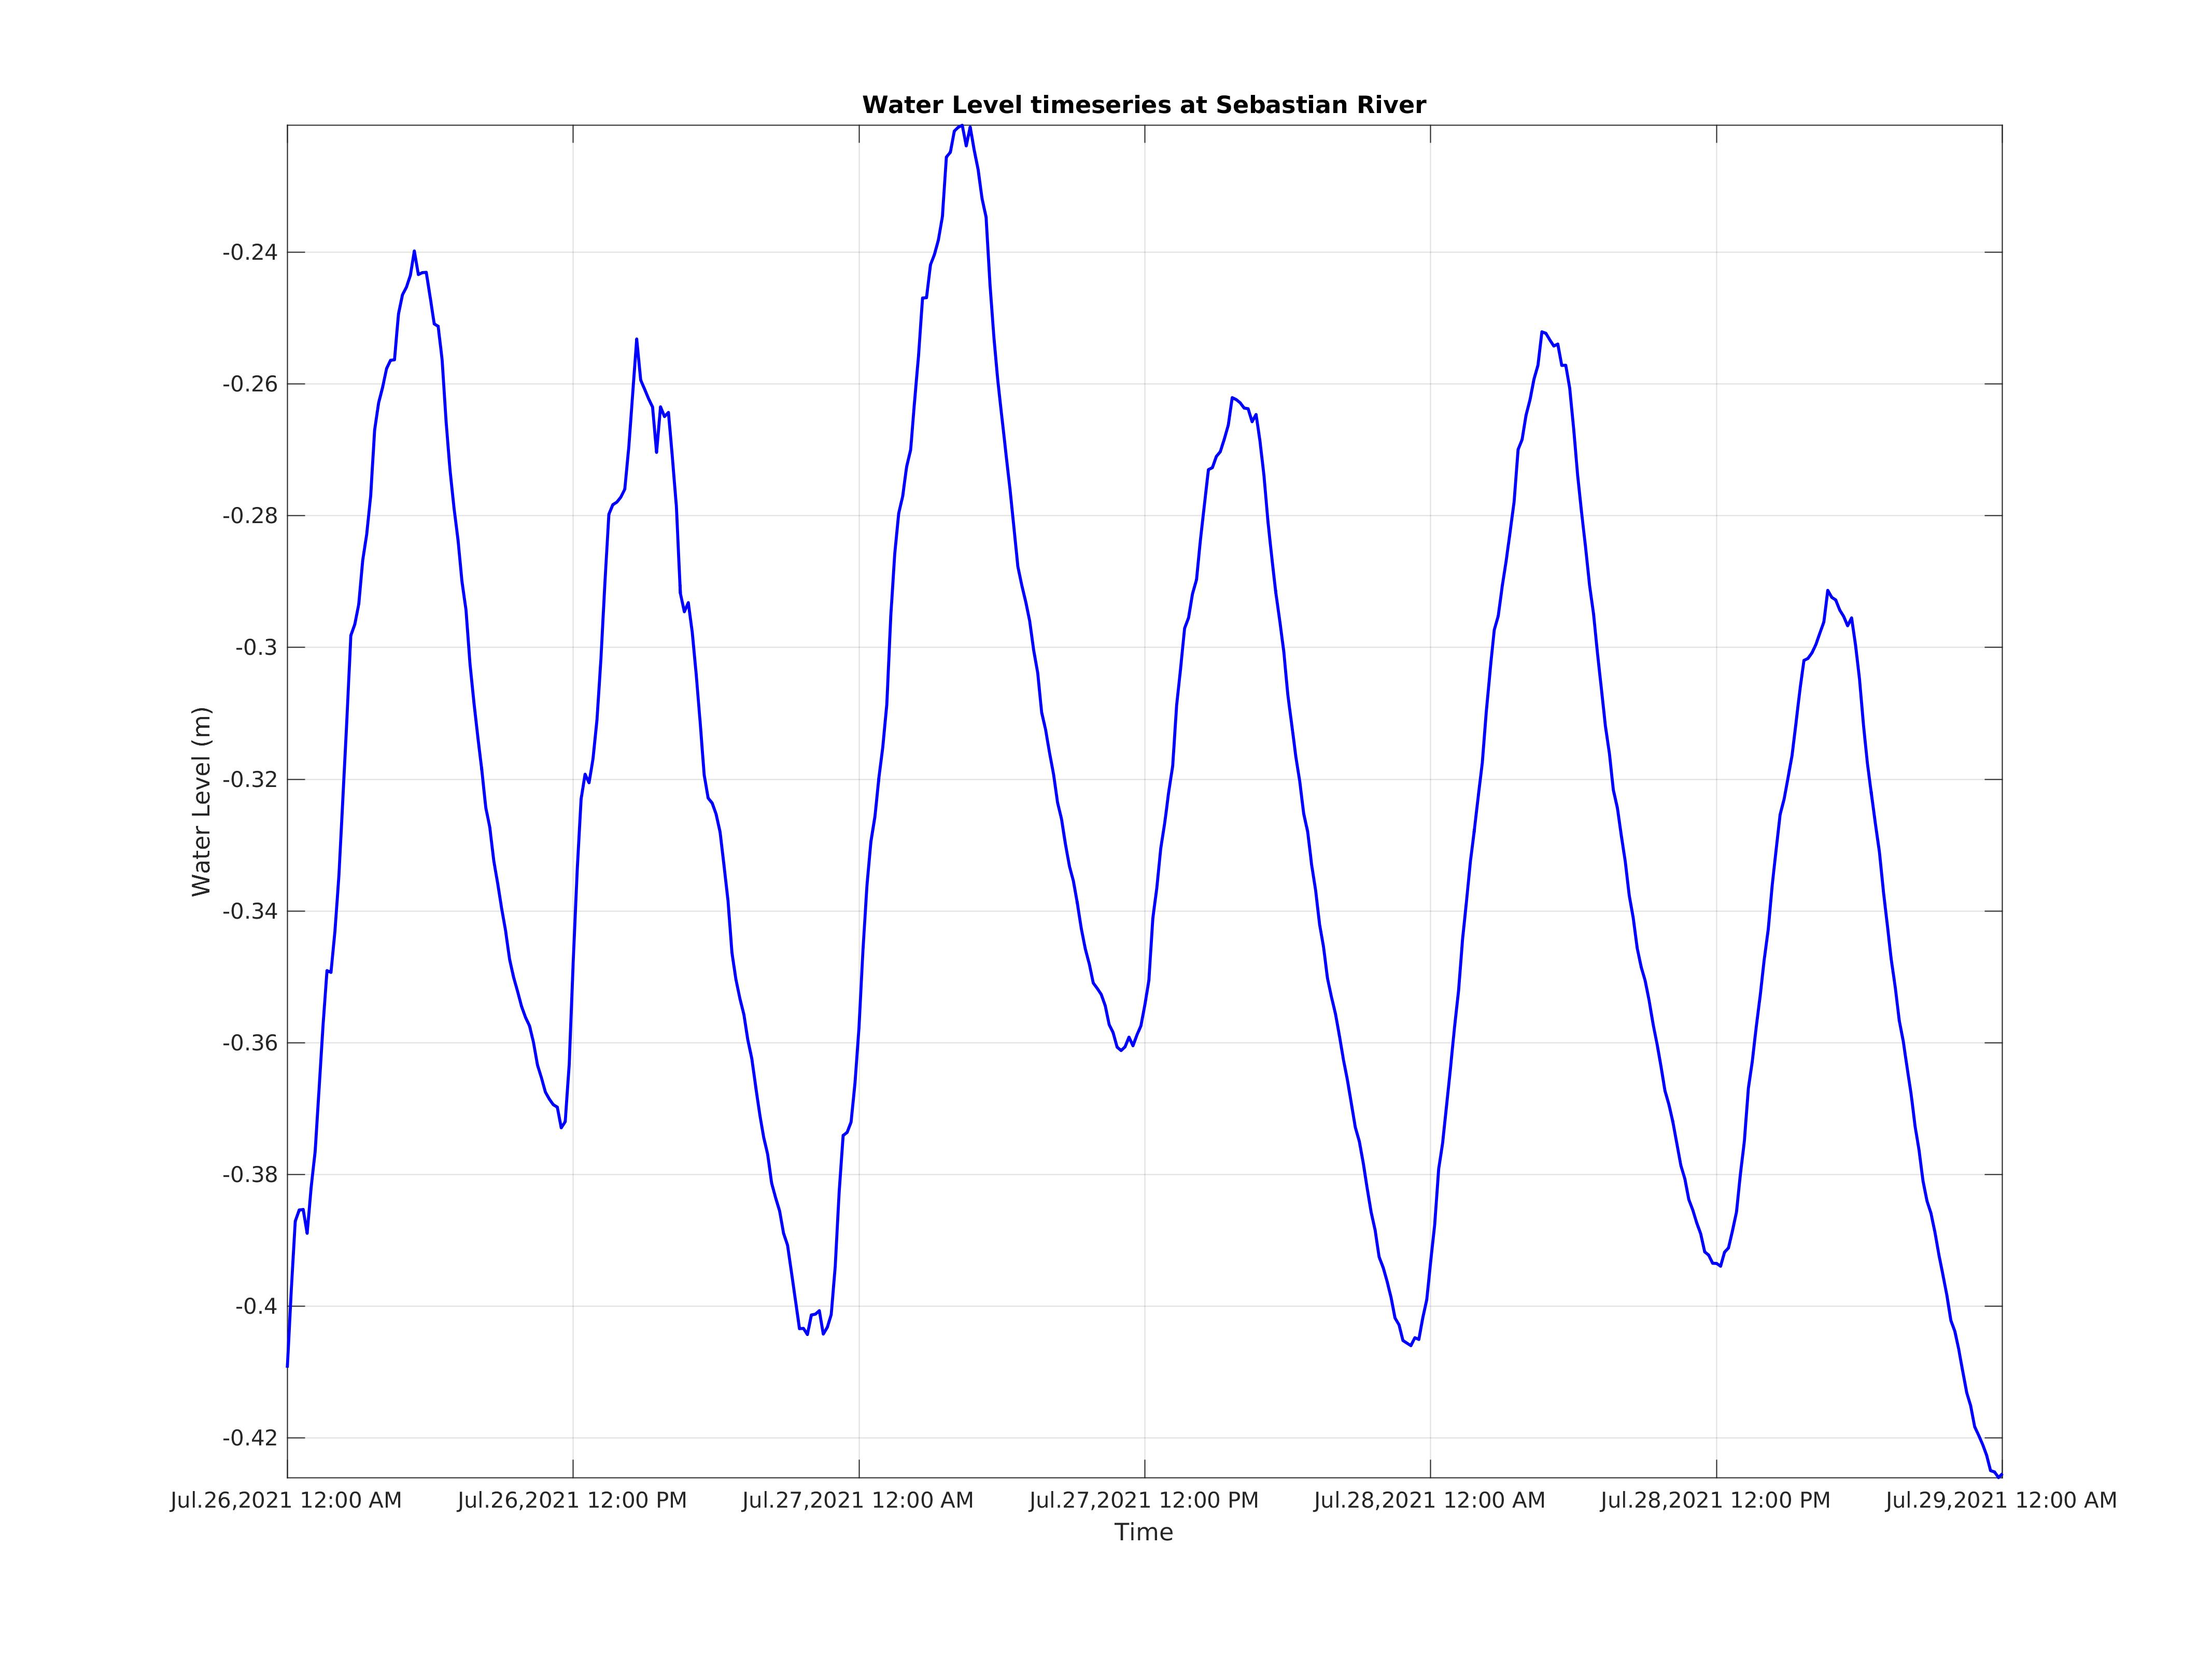 Water Level timeseries at Sebastian River
-0.24
-0.26
-0.28
-0.3
-0.32
-0.34
-0.36
-0.38
-0.4
-0.42
Water Level (m)
Jul.26,2021 12:00 AM
Jul.26,2021 12:00 PM
Jul.27,2021 12:00 AM
Jul.27,2021 12:00 PM
Jul.28,2021 12:00 AM
Jul.28,2021 12:00 PM
Jul.29,2021 12:00 AM
Time